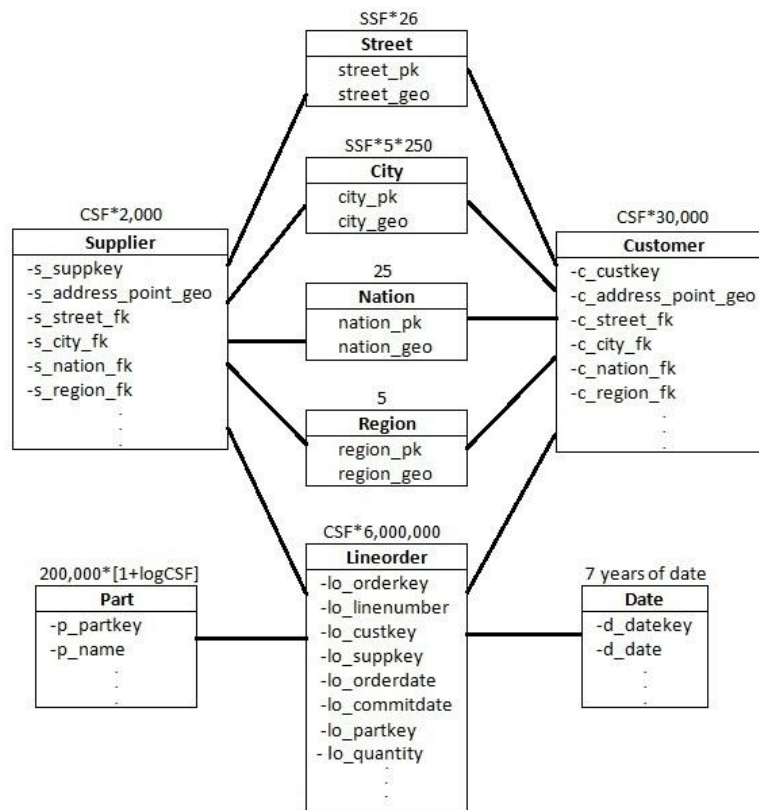 SSF*26
Street
street_pk
street_geo
SSF*5*250
City
city_pk
city_geo
CSF*2,000
Supplier
-s_suppkey
-s_address_point_geo
-s_street_fk
-s_city_fk
-s_nation_fk
-s_region_fk
.
.
.
25
Nation
nation_pk
nation_geo
5
Region
region_pk
region_geo
CSF*30,000
Customer
-c_custkey
-c_address_point_geo
-c_street_fk
-c_city_fk
-c_nation_fk
-c_region_fk
.
.
.
200,000*[1+logCSF]
Part
-p_partkey
-p_name
.
.
.
CSF*6,000,000
Lineorder
-lo_orderkey
-lo_linenumber
-lo_custkey
-lo_suppkey
-lo_orderdate
-lo_commitdate
-lo_partkey
- lo_quantity
.
.
.
7 years of date
Date
-d_datekey
-d_date
.
.
.